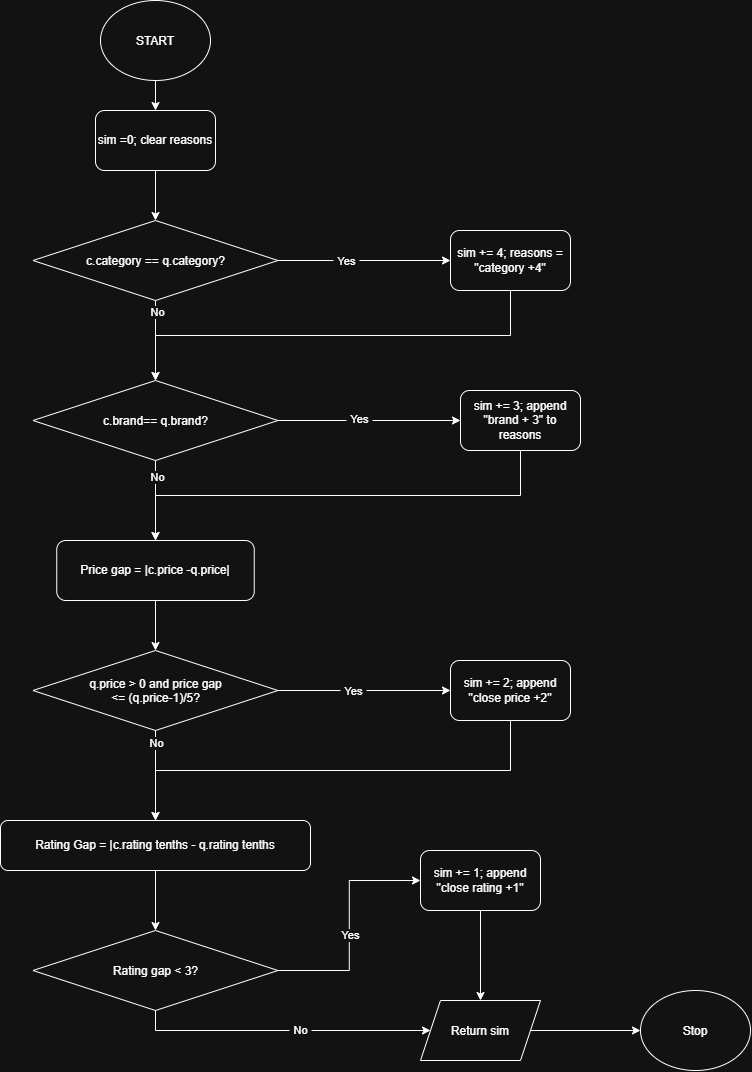 START
sim =0; clear reasons
c.category == q.category?
Yes
sim += 4; reasons =
"category +4"
No
c.brand== q.brand?
Yes
sim += 3; append
"brand + 3" to
reasons
No
Price gap = |c.price -q.price|
q.price > 0 and price gap
<= (q.price-1)/5?
Yes
sim += 2; append
"close price +2"
No
Rating Gap = |c.rating tenths - q.rating tenths
Rating gap < 3?
Yes
sim += 1; append
"close rating +1"
No
Return sim
Stop